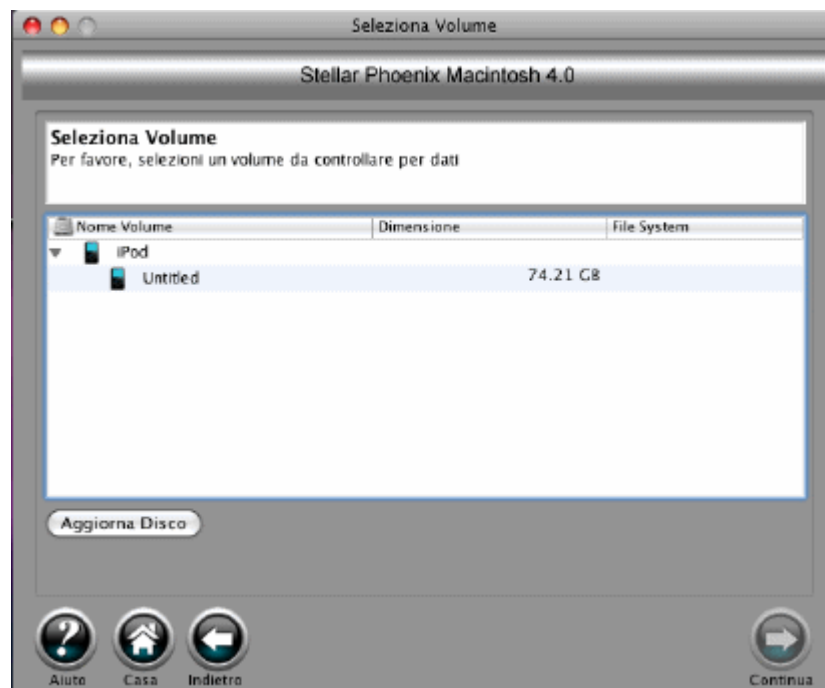 Seleziona Volume
Stellar Phoenix Macintosh 4.0
Seleziona Volume
Per favore, selezioni un volume da controllare per dati
Nome Volume Dimensione File System
iPod
Untitled 74.21 GB
Aggiorna Disco
Aiuto Casa Indietro Continua